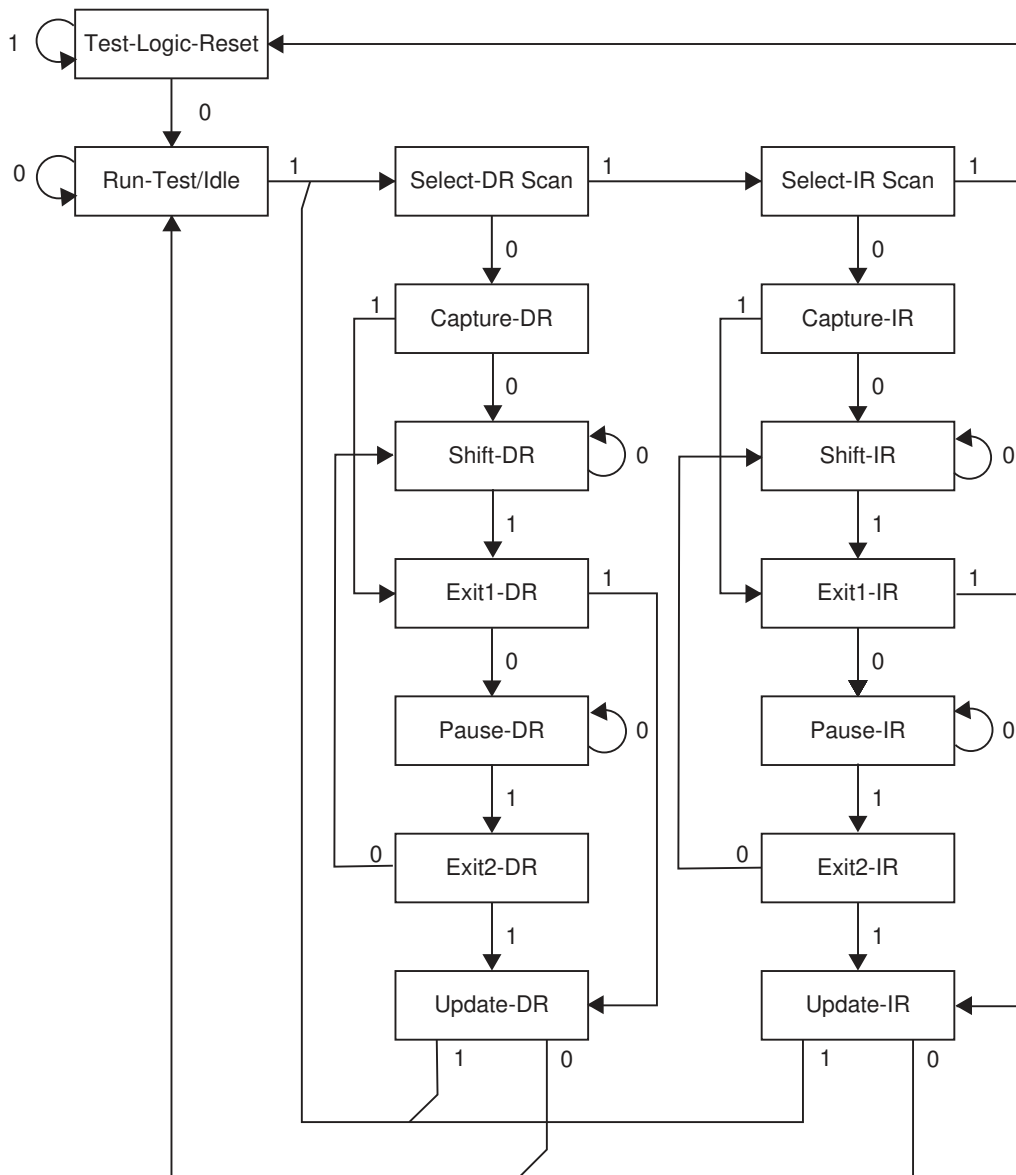 1 Test-Logic-Reset
0
0 Run-Test/Idle 1 Select-DR Scan 1 Select-IR Scan 1
0 0
1 Capture-DR 1 Capture-IR
0 0
Shift-DR 0 Shift-IR 0
1 1
Exit1-DR 1 Exit1-IR 1
0 0
Pause-DR 0 Pause-IR 0
1 1
0 Exit2-DR 0 Exit2-IR
1 1
Update-DR Update-IR
1 0 1 0